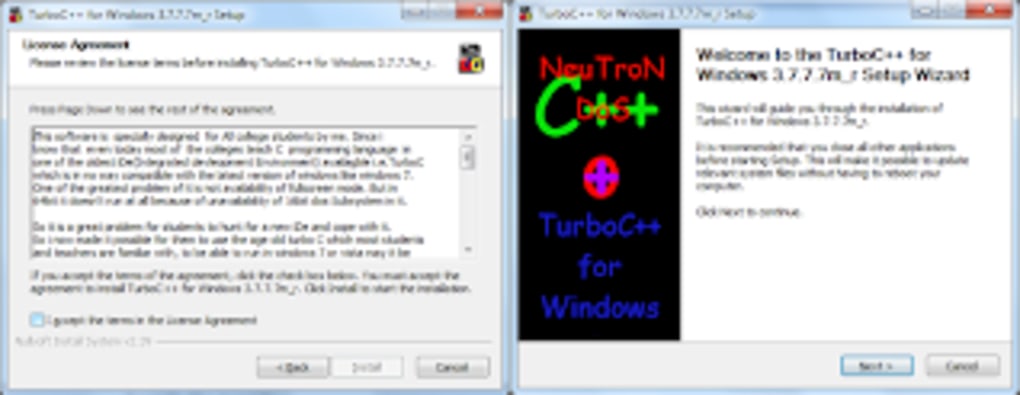 TurboC++ for Windows 3.7.7.7m_r Setup
License Agreement
Please review the license terms before installing TurboC++ for Windows 3.7.7.7m_r.
Press Page Down to see the rest of the agreement.
This software is specially designed for All college students by me. Since I
know that even today most of the colleges teach C programming language in
one of the oldest IDe(Integrated development Environment) available i.e. TurboC
which is in no way compatible with the latest version of windows like windows 7.
One of the greatest problem of it is not availability of fullscreen mode. But in
64bit it doesn't run at all because of unavailability of 16bit dos Subsystem in it.
So it is a great problem for students to hunt for a new IDe and cope with it.
So i now made it possible for them to use the age old turbo C which most students
and teachers are familiar with, to be able to run in windows 7 or vista may it be
If you accept the terms of the agreement, click the check box below. You must accept the
agreement to install TurboC++ for Windows 3.7.7.7m_r. Click Install to start the installation.
I accept the terms in the License Agreement
Nullsoft Install System
< Back
Install
Cancel
TurboC++ for Windows 3.7.7.7m_r Setup
NeuTroN
C++
DoS
+
TurboC++
for
Windows
Welcome to the TurboC++ for
Windows 3.7.7.7m_r Setup Wizard
This wizard will guide you through the installation of
TurboC++ for Windows 3.7.7.7m_r.
It is recommended that you close all other applications
before starting Setup. This will make it possible to update
relevant system files without having to reboot your
computer.
Click Next to continue.
Next >
Cancel